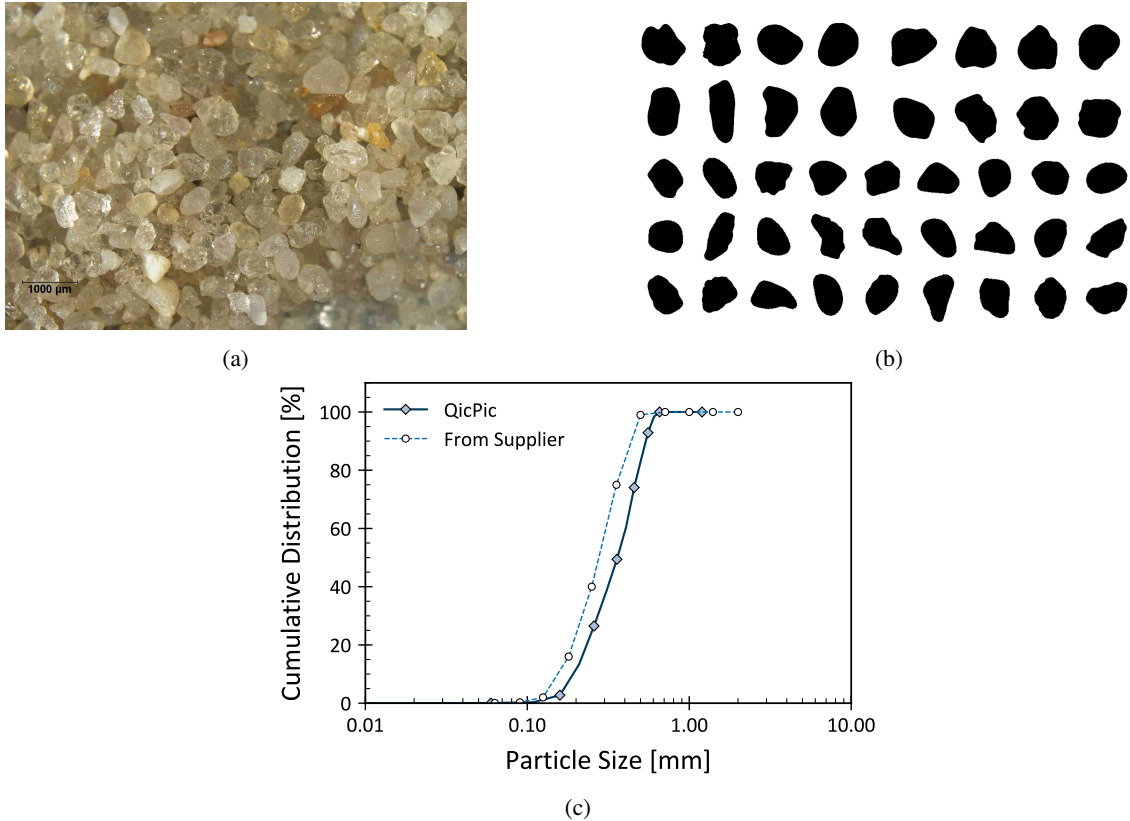 1000 µm
(a)
(b)
Cumulative Distribution [%]
100
80
60
40
20
0
QicPic
From Supplier
0.01
0.10
1.00
10.00
Particle Size [mm]
(c)